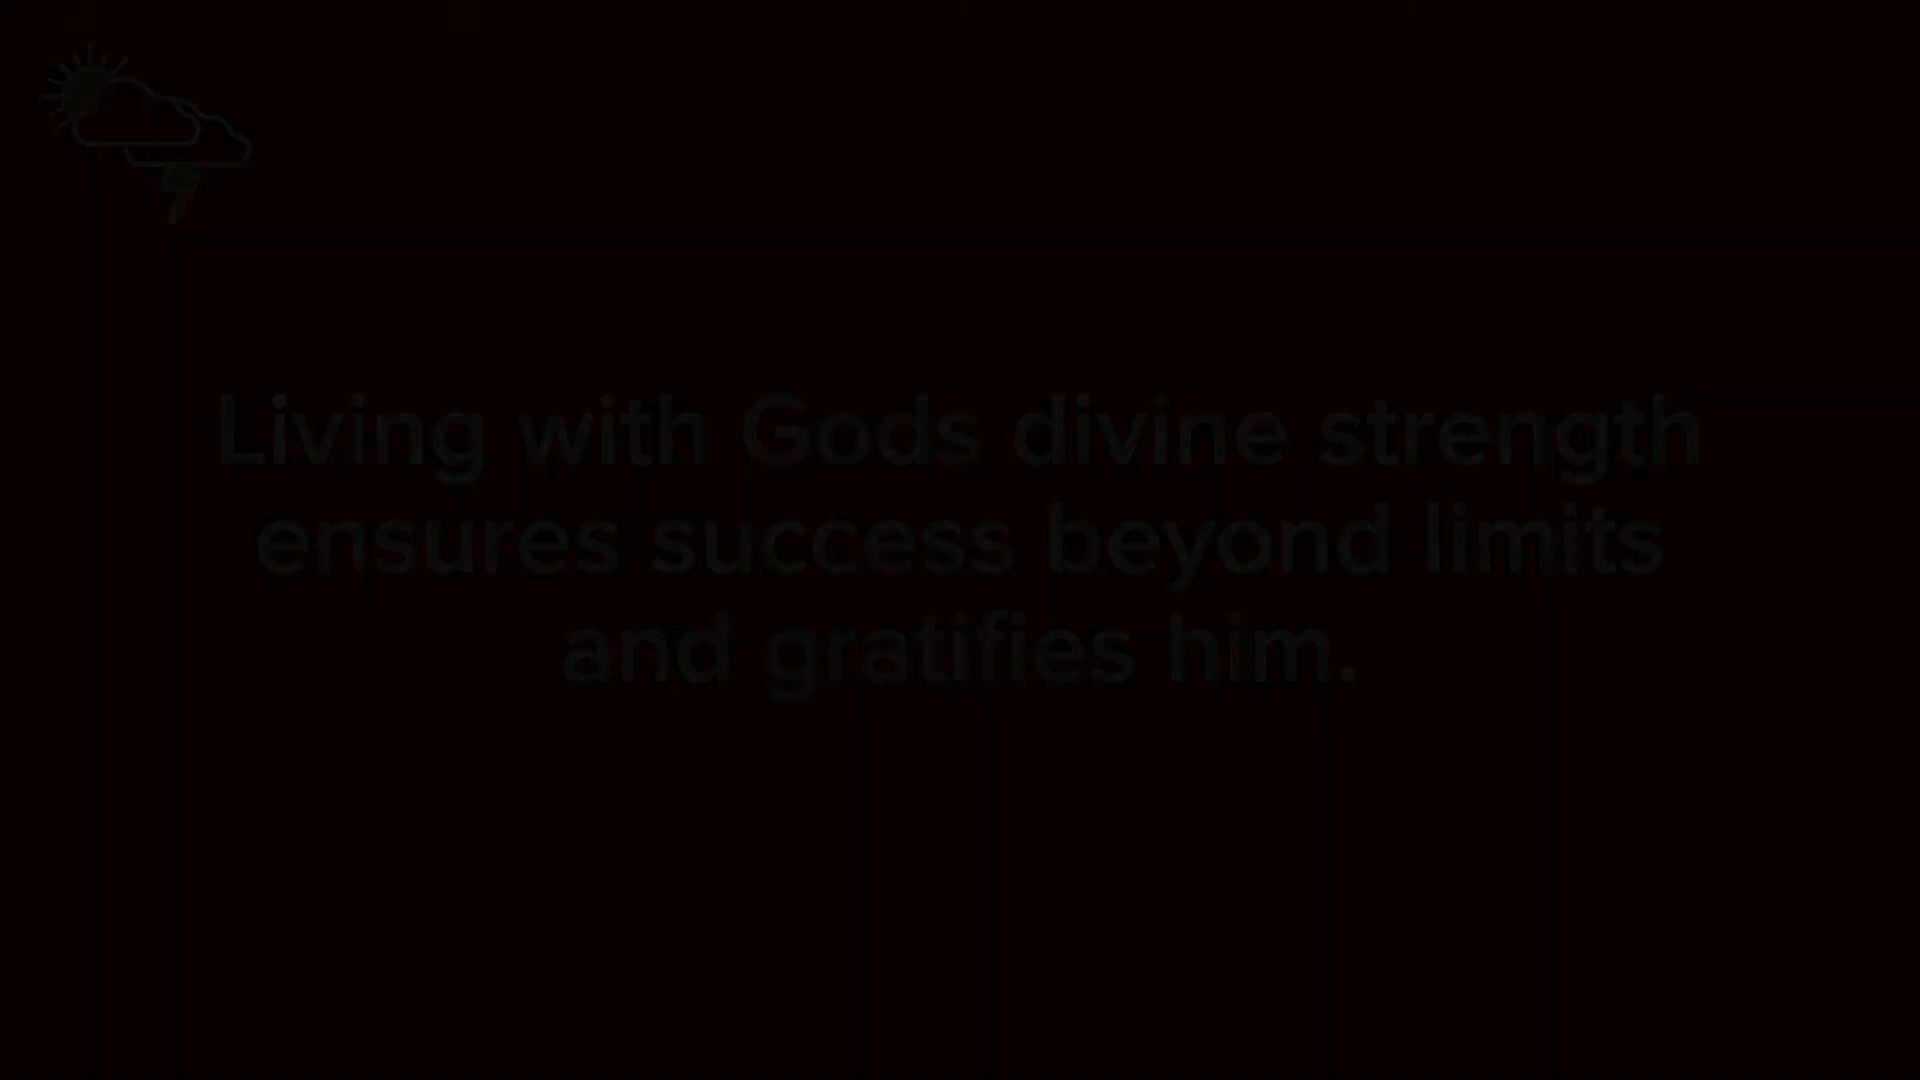 Living with Gods divine strength
ensures success beyond limits
and gratifies him.